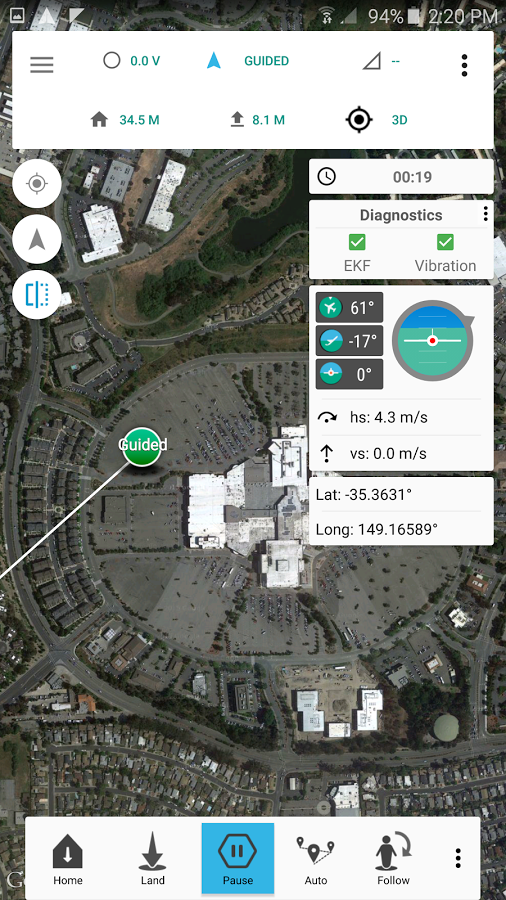 94% 2:20 PM
0.0 V GUIDED --
34.5 M 8.1 M 3D
00:19
Diagnostics
EKF Vibration
61°
-17°
0°
hs: 4.3 m/s
vs: 0.0 m/s
Guided
Lat: -35.3631°
Long: 149.16589°
Home Land Pause Auto Follow